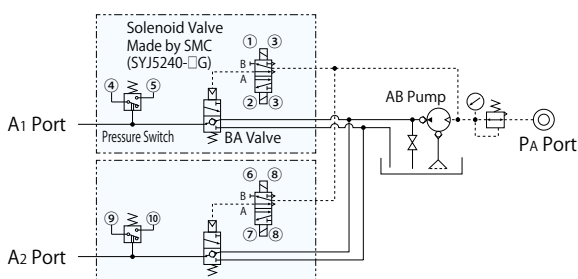 Solenoid Valve
Made by SMC
(SYJ5240-□G)
① ③
B
A
② ③
④ ⑤
AB Pump
A1 Port
Pressure Switch
BA Valve
PA Port
⑥ ⑧
B
A
⑦ ⑧
⑨ ⑩
A2 Port